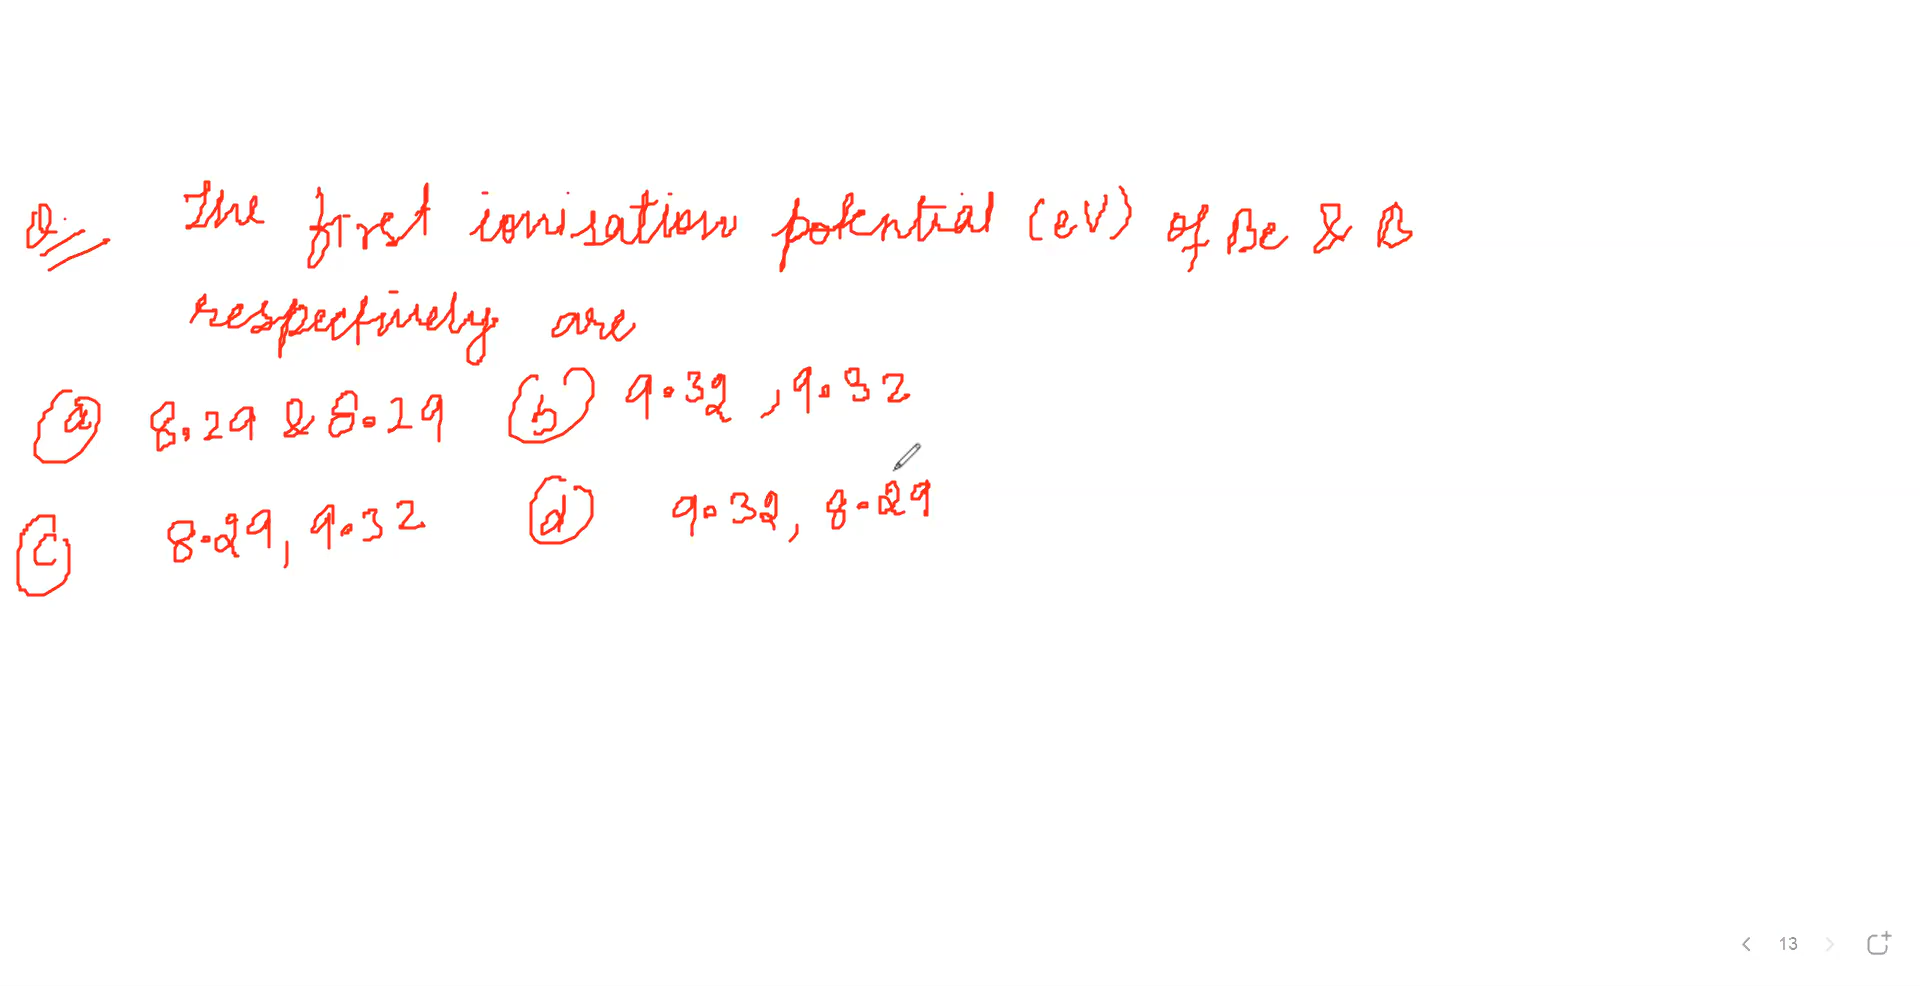 Q. The first ionisation potential (eV) of Be & B
respectively are
(a) 8.29 & 8.29 (b) 9.32 , 9.32
(c) 8.29, 9.32 (d) 9.32, 8.29
13